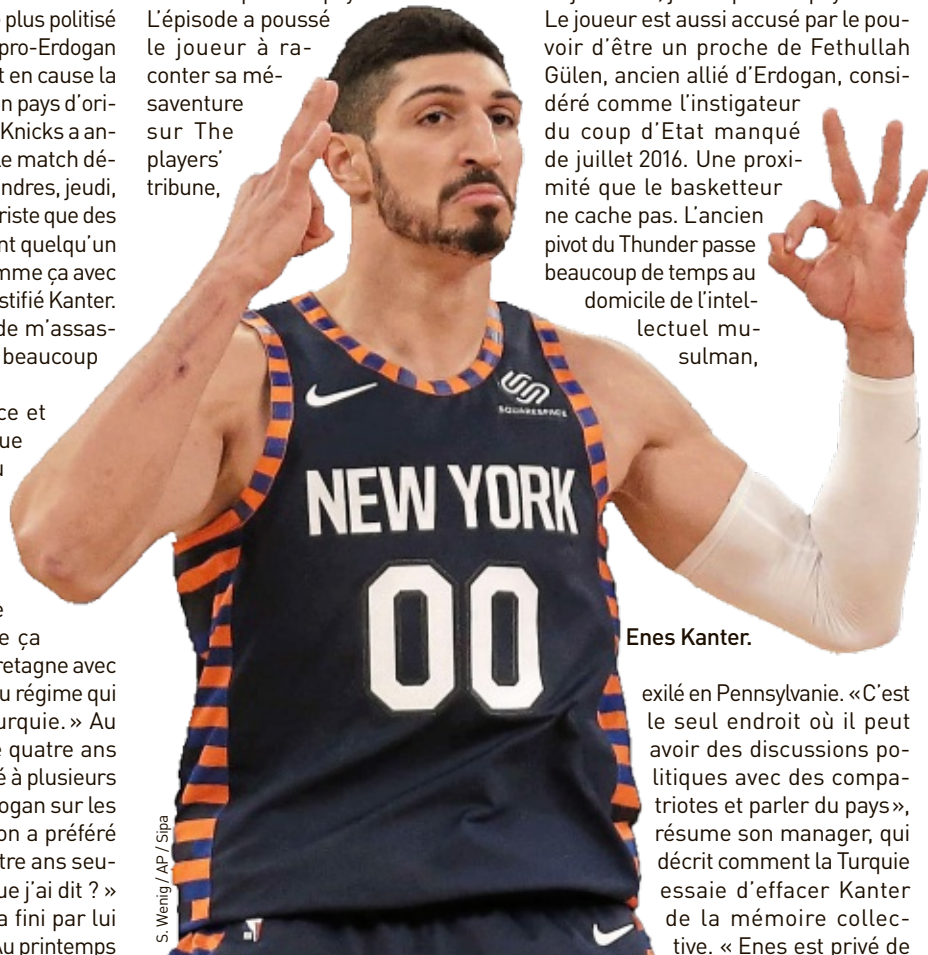 plus politisé
pro-Erdogan
t en cause la
n pays d'ori-
Knicks a an-
le match dé-
ndres, jeudi,
riste que des
nt quelqu'un
mme ça avec
stifié Kanter.
de m'assas-
beaucoup
ce et
ue
e
e ça
retagne avec
u régime qui
urquie. » Au
e quatre ans
é à plusieurs
ogan sur les
on a préféré
tre ans seu-
ue j'ai dit ? »
a fini par lui
Au printemps
L'épisode a poussé
le joueur à ra-
conter sa mé-
saventure
sur The
players'
tribune,
S. Wenig / AP / Sipa
SQUARESPACE
NEW YORK
00
Le joueur est aussi accusé par le pou-
voir d'être un proche de Fethullah
Gülen, ancien allié d'Erdogan, consi-
déré comme l'instigateur
du coup d'Etat manqué
de juillet 2016. Une proxi-
mité que le basketteur
ne cache pas. L'ancien
pivot du Thunder passe
beaucoup de temps au
domicile de l'intel-
lectuel mu-
sulman,
Enes Kanter.
exilé en Pennsylvanie. « C'est
le seul endroit où il peut
avoir des discussions po-
litiques avec des compa-
triotes et parler du pays »,
résume son manager, qui
décrit comment la Turquie
essaie d'effacer Kanter
de la mémoire collec-
tive. « Enes est privé de